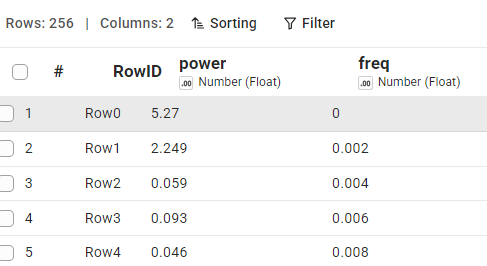 Rows: 256 | Columns: 2 Sorting Filter
# RowID power freq
.00 Number (Float) .00 Number (Float)
1 Row0 5.27 0
2 Row1 2.249 0.002
3 Row2 0.059 0.004
4 Row3 0.093 0.006
5 Row4 0.046 0.008